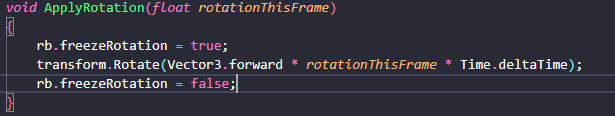 void ApplyRotation(float rotationThisFrame)
{
    rb.freezeRotation = true;
    transform.Rotate(Vector3.forward * rotationThisFrame * Time.deltaTime);
    rb.freezeRotation = false;
}